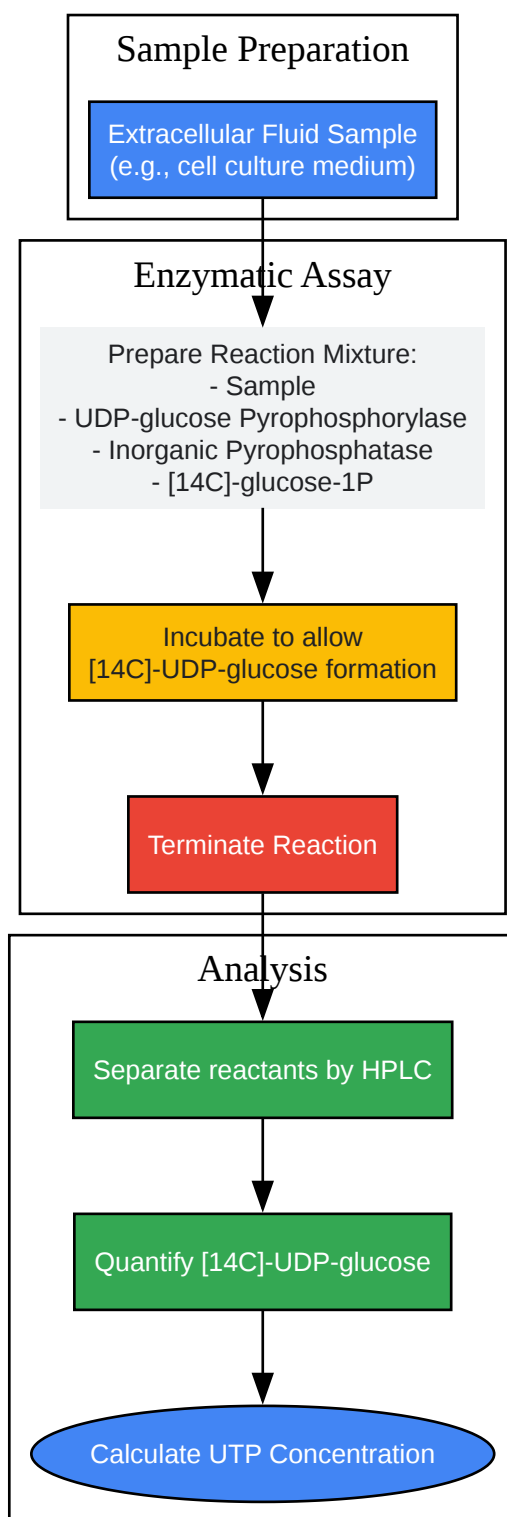 Sample Preparation
Extracellular Fluid Sample
(e.g., cell culture medium)
Enzymatic Assay
Prepare Reaction Mixture:
- Sample
- UDP-glucose Pyrophosphorylase
- Inorganic Pyrophosphatase
- [14C]-glucose-1P
Incubate to allow
[14C]-UDP-glucose formation
Terminate Reaction
Analysis
Separate reactants by HPLC
Quantify [14C]-UDP-glucose
Calculate UTP Concentration